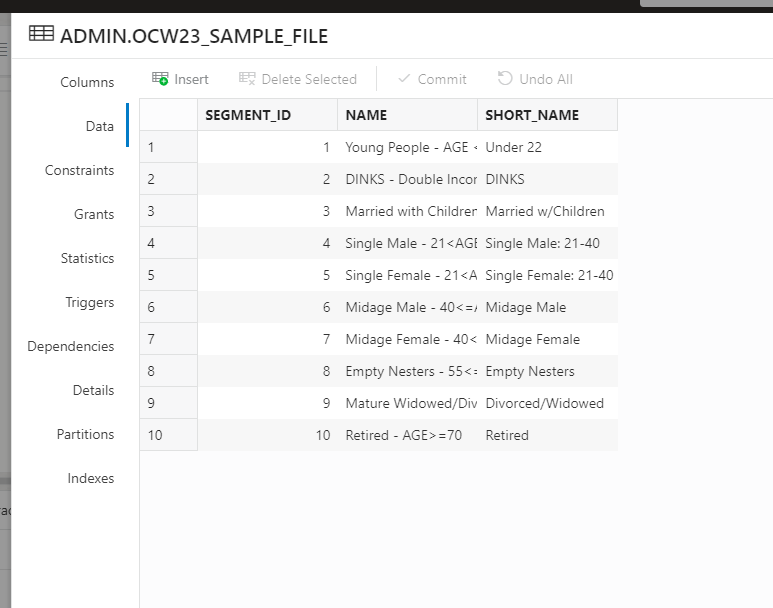 ADMIN.OCW23_SAMPLE_FILE
Columns
Data
Constraints
Grants
Statistics
Triggers
Dependencies
Details
Partitions
Indexes
Insert Delete Selected Commit Undo All
SEGMENT_ID NAME SHORT_NAME
1 1 Young People - AGE < Under 22
2 2 DINKS - Double Incor DINKS
3 3 Married with Children Married w/Children
4 4 Single Male - 21<AGE Single Male: 21-40
5 5 Single Female - 21<A Single Female: 21-40
6 6 Midage Male - 40<= Midage Male
7 7 Midage Female - 40< Midage Female
8 8 Empty Nesters - 55<= Empty Nesters
9 9 Mature Widowed/Div Divorced/Widowed
10 10 Retired - AGE>=70 Retired